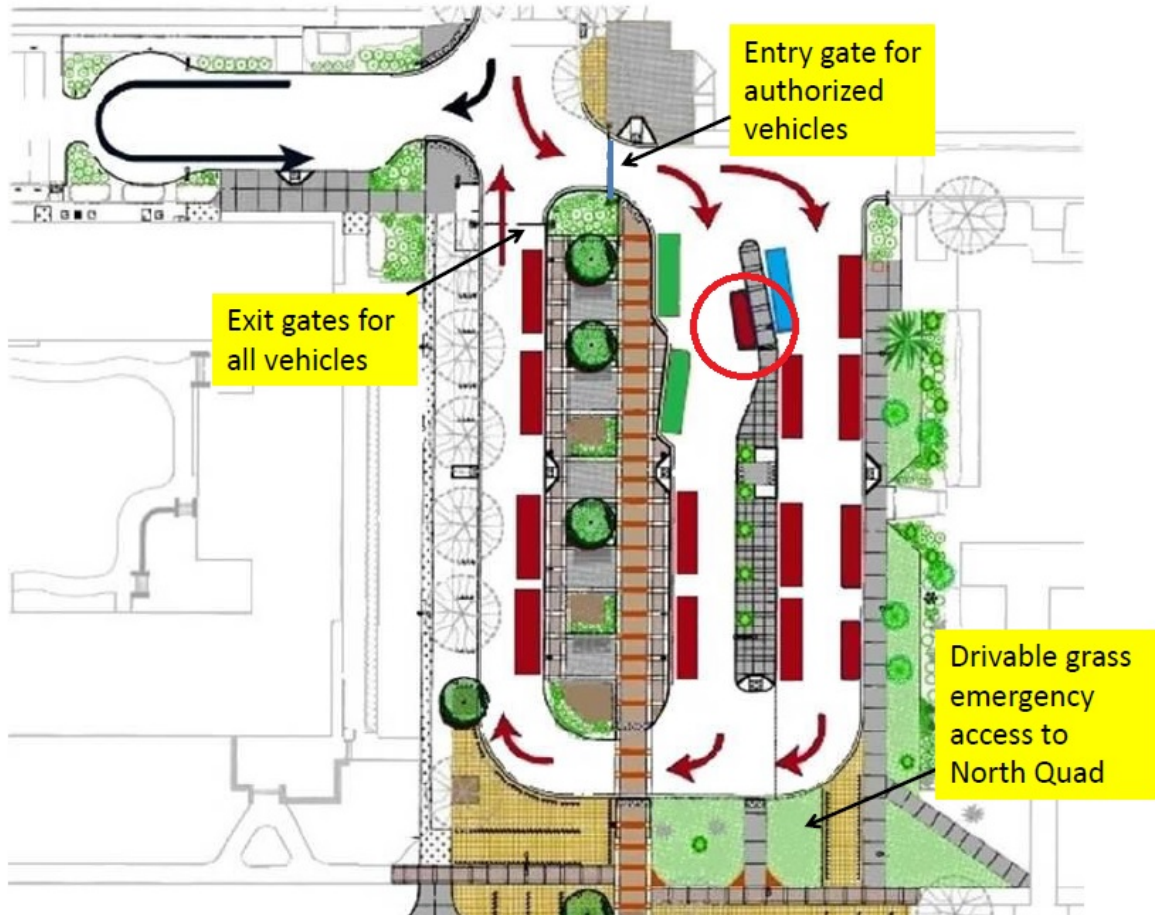 Entry gate for
authorized
vehicles
Exit gates for
all vehicles
Drivable grass
emergency
access to
North Quad